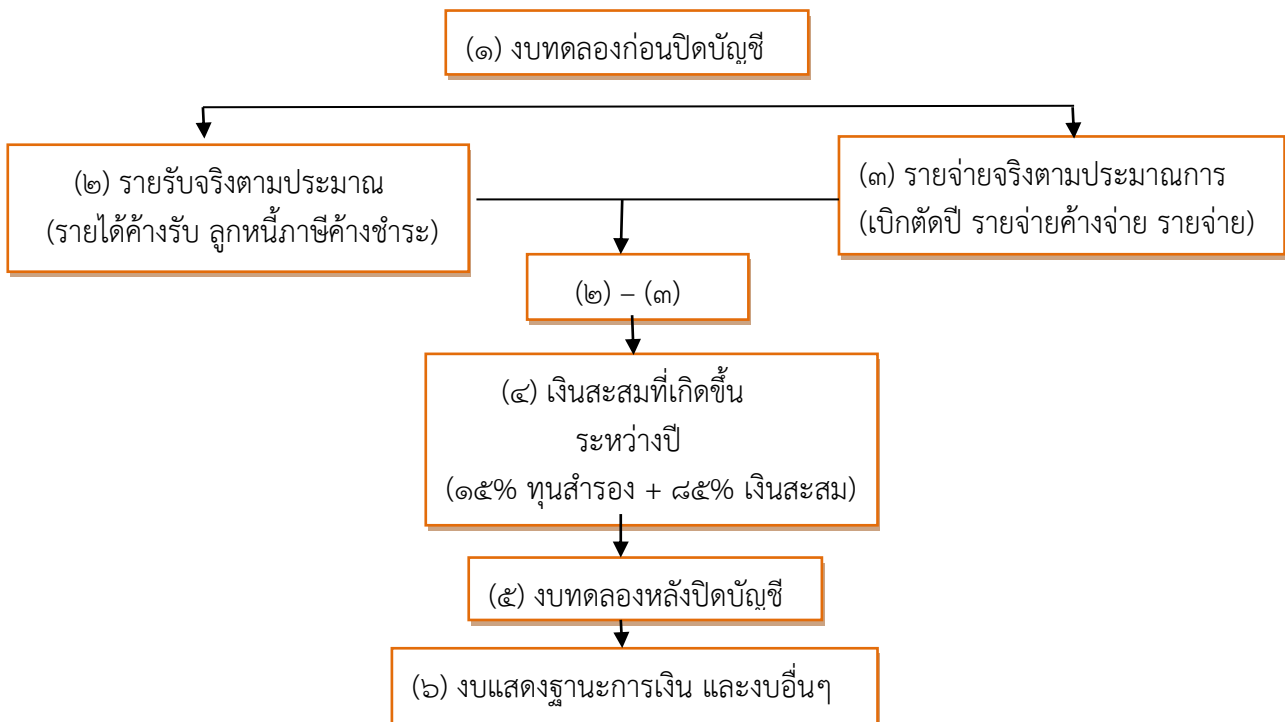 (๑) งบทดลองก่อนปิดบัญชี
(๒) รายรับจริงตามประมาณ
(รายได้ค้างรับ ลูกหนี้ภาษีค้างชำระ)
(๓) รายจ่ายจริงตามประมาณการ
(เบิกตัดปี รายจ่ายค้างจ่าย รายจ่าย)
(๒) – (๓)
(๔) เงินสะสมที่เกิดขึ้น
ระหว่างปี
(๑๕% ทุนสำรอง + ๘๕% เงินสะสม)
(๕) งบทดลองหลังปิดบัญชี
(๖) งบแสดงฐานะการเงิน และงบอื่นๆ